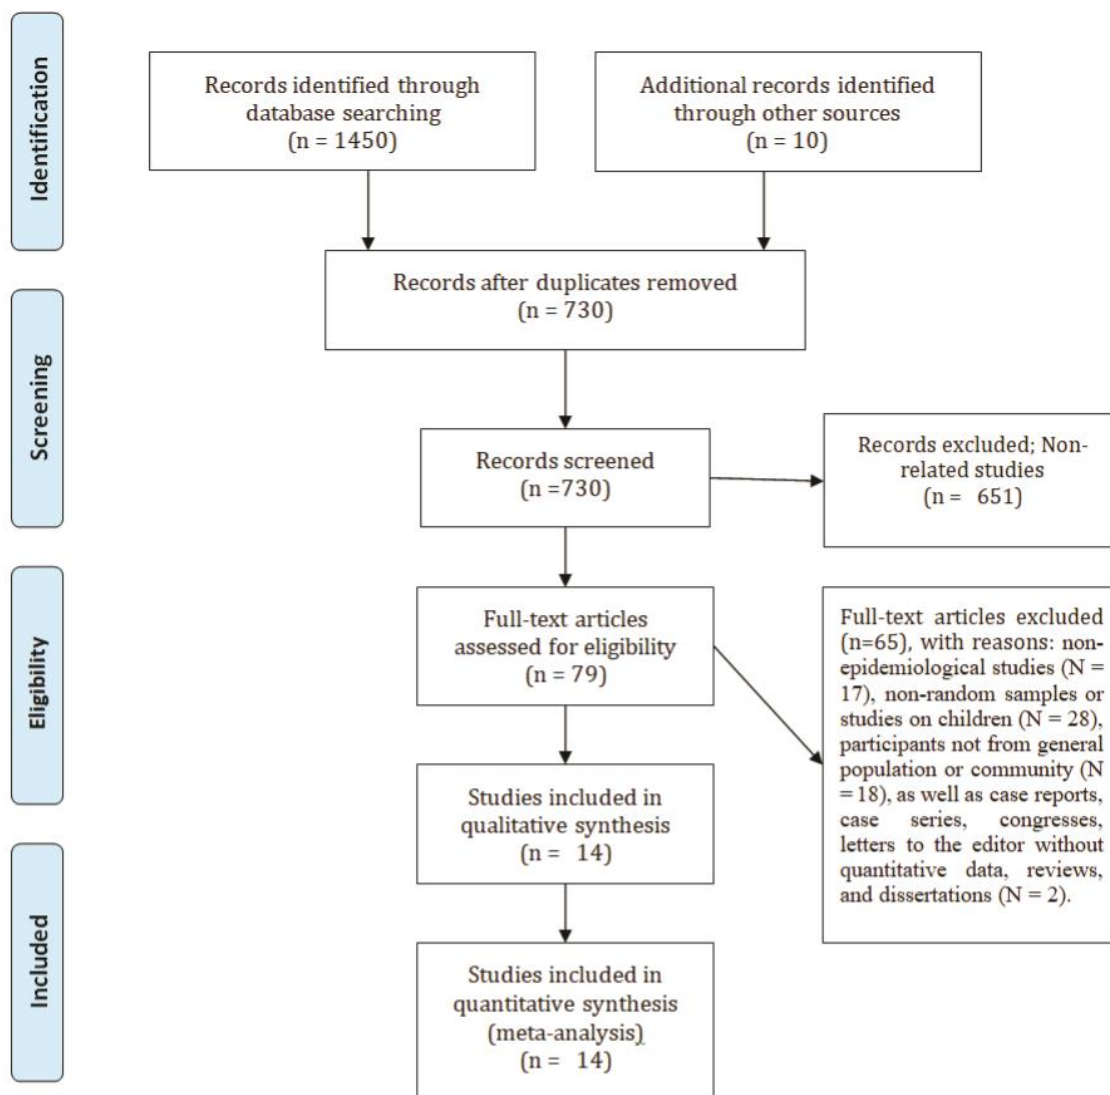 Identification
Records identified through
database searching
(n = 1450)
Additional records identified
through other sources
(n = 10)
Records after duplicates removed
(n = 730)
Screening
Records screened
(n =730)
Records excluded; Non-
related studies
(n =   651)
Eligibility
Full-text articles
assessed for eligibility
(n = 79)
Full-text articles excluded
(n=65), with reasons: non-
epidemiological studies (N =
17), non-random samples or
studies on children (N = 28),
participants not from general
population or community (N
= 18), as well as case reports,
case series, congresses,
letters to the editor without
quantitative data, reviews,
and dissertations (N = 2).
Studies included in
qualitative synthesis
(n =   14)
Included
Studies included in
quantitative synthesis
(meta-analysis)
(n =   14)